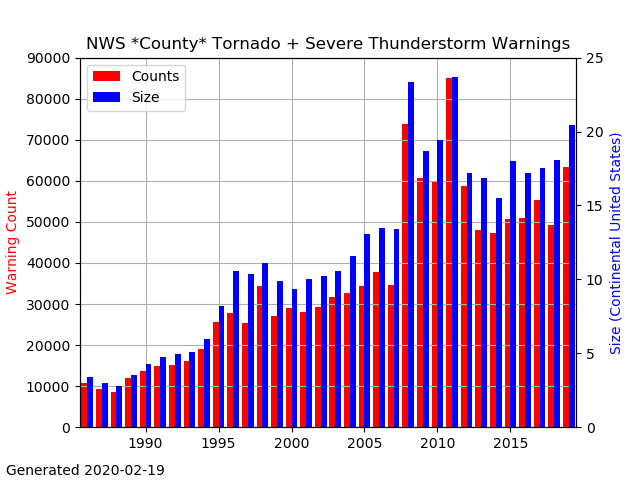 NWS *County* Tornado + Severe Thunderstorm Warnings
90000
80000
70000
60000
50000
40000
30000
20000
10000
0
Warning Count
Counts
Size
25
20
15
10
5
0
Size (Continental United States)
1990 1995 2000 2005 2010 2015
Generated 2020-02-19